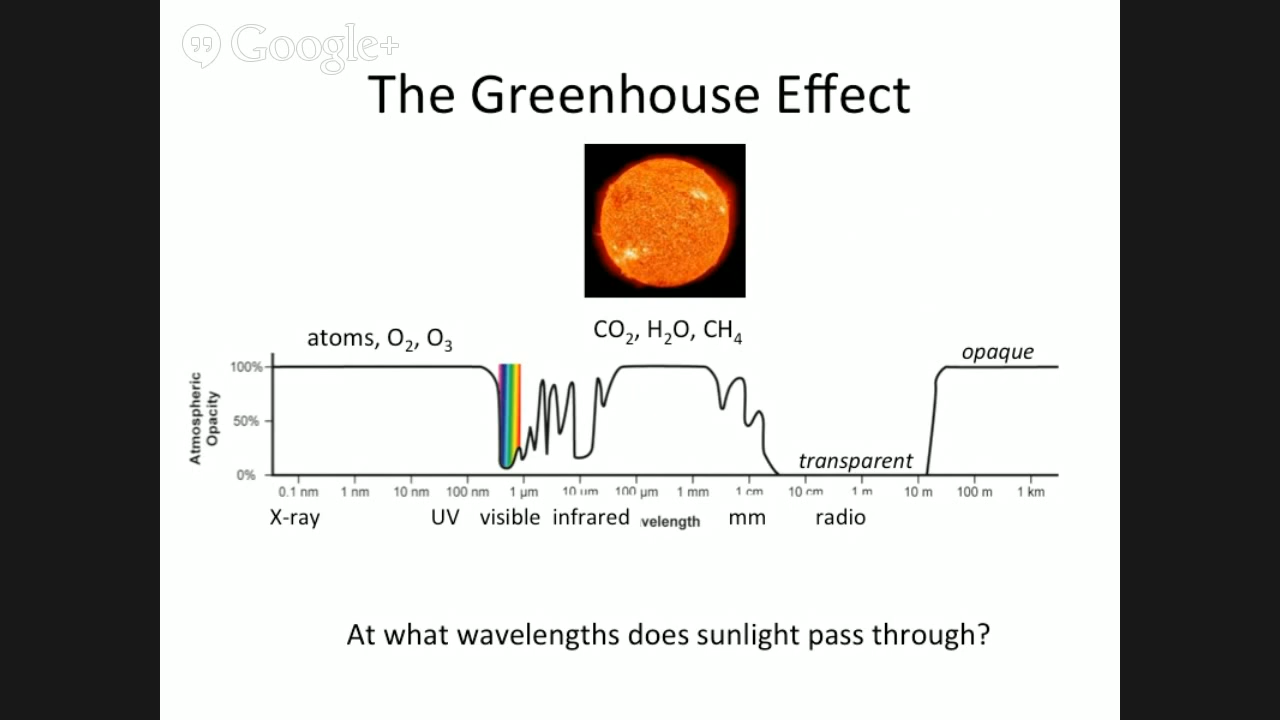 Google+
The Greenhouse Effect
CO₂, H₂O, CH₄
atoms, O₂, O₃
opaque
Atmospheric
Opacity
100%
50%
0%
transparent
0.1 nm 1 nm 10 nm 100 nm 1 µm 10 µm 100 µm 1 mm 1 cm 10 cm 1 m 10 m 100 m 1 km
X-ray UV visible infrared velength mm radio
At what wavelengths does sunlight pass through?